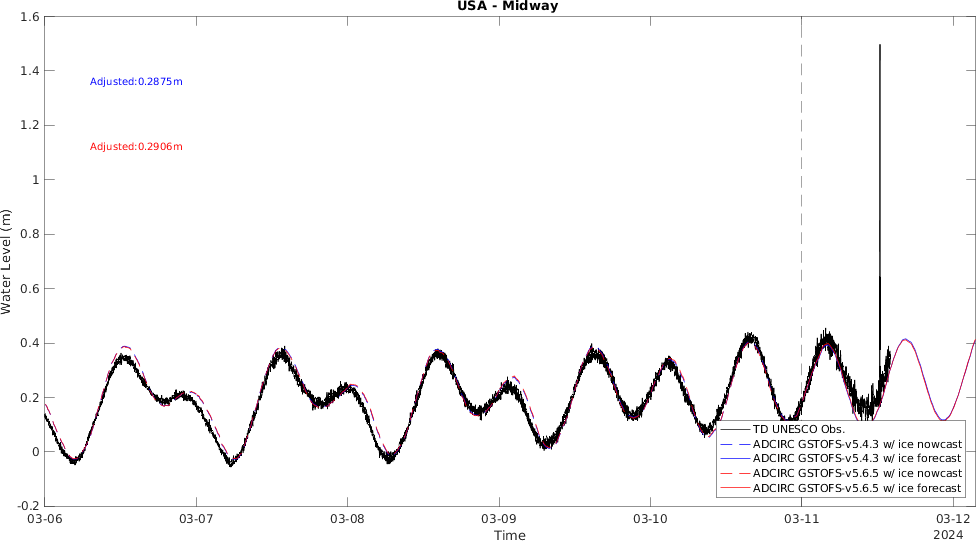 USA - Midway
1.6
1.4
1.2
1
0.8
0.6
0.4
0.2
0
-0.2
Water Level (m)
Adjusted:0.2875m
Adjusted:0.2906m
TD UNESCO Obs.
ADCIRC GSTOFS-v5.4.3 w/ ice nowcast
ADCIRC GSTOFS-v5.4.3 w/ ice forecast
ADCIRC GSTOFS-v5.6.5 w/ ice nowcast
ADCIRC GSTOFS-v5.6.5 w/ ice forecast
03-06 03-07 03-08 03-09 03-10 03-11 03-12
Time
2024